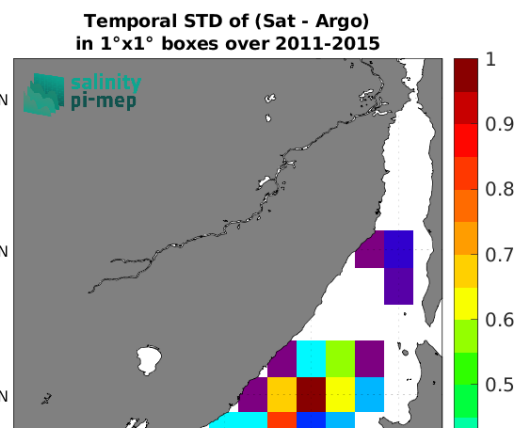 Temporal STD of (Sat - Argo)
in 1°x1° boxes over 2011-2015
salinity
pi-mep
N
N
N
1
0.9
0.8
0.7
0.6
0.5